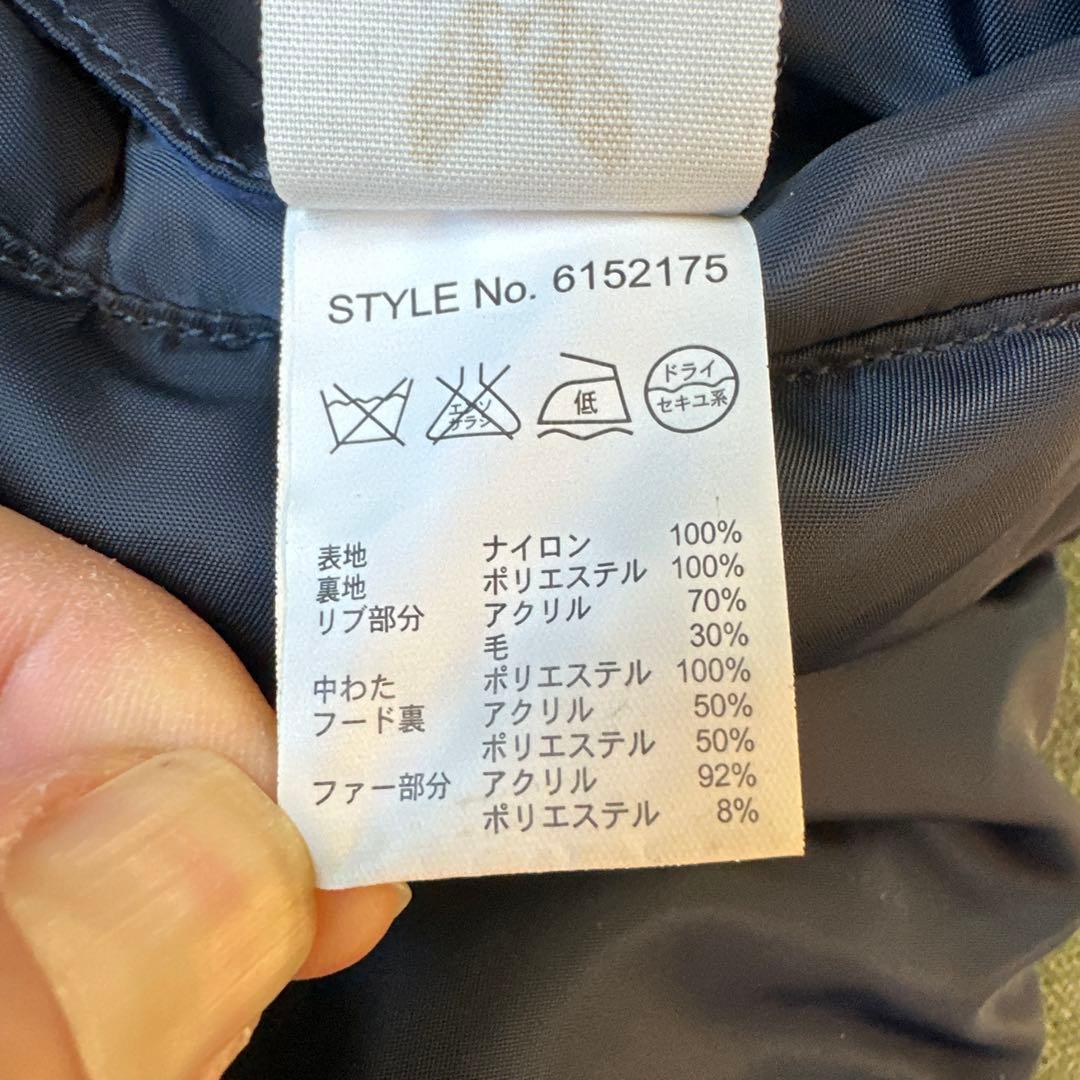 STYLE No. 6152175
エンソ
サラシ
低
ドライ
セキユ系
表地 ナイロン 100%
裏地 ポリエステル 100%
リブ部分 アクリル 70%
毛 30%
中わた ポリエステル 100%
フード裏 アクリル 50%
ポリエステル 50%
ファー部分 アクリル 92%
ポリエステル 8%